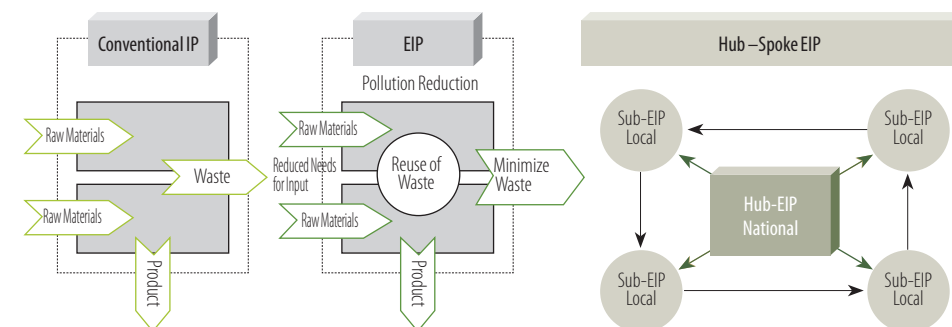 Conventional IP
Raw Materials
Raw Materials
Waste
Product
EIP
Pollution Reduction
Reduced Needs
for Input
Raw Materials
Raw Materials
Reuse of
Waste
Minimize
Waste
Product
Hub –Spoke EIP
Sub-EIP
Local
Sub-EIP
Local
Hub-EIP
National
Sub-EIP
Local
Sub-EIP
Local